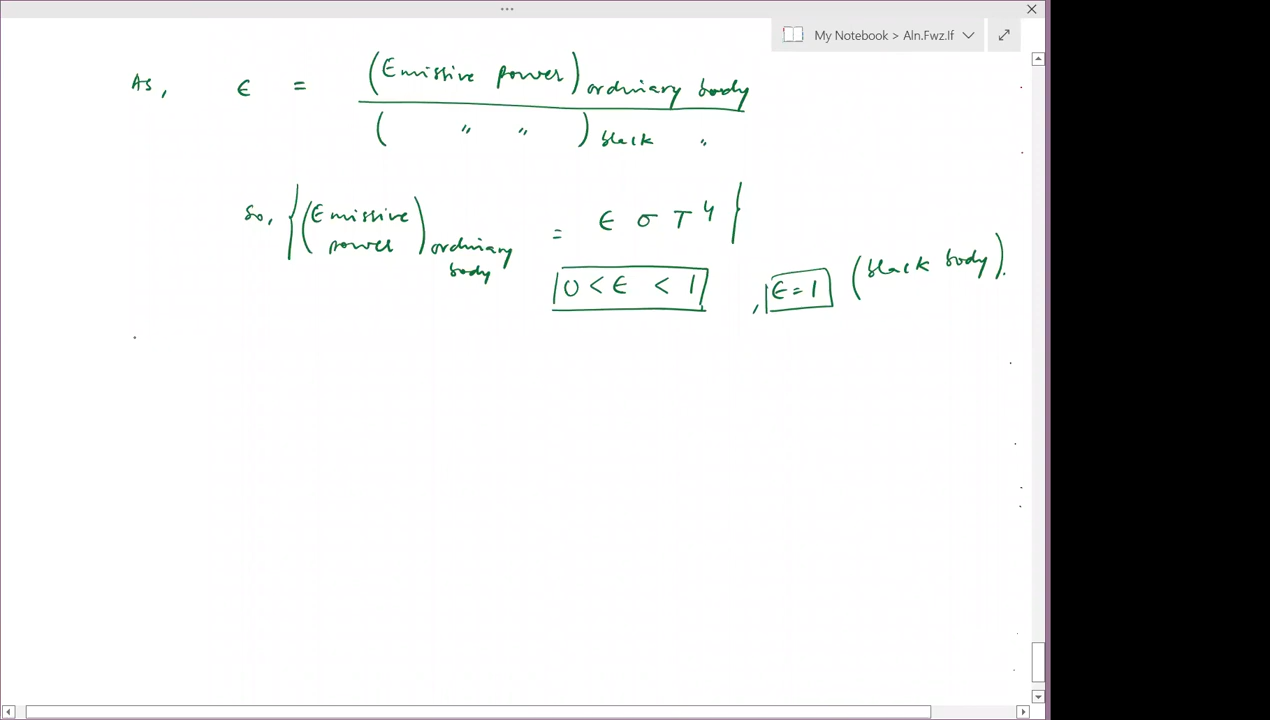 My Notebook > Aln.Fwz.If
As, ϵ = (Emissive power) ordinary body
( " " ) black "
So, {(Emissive power) ordinary body = ϵ σ T⁴}
0 < ϵ < 1 , ϵ = 1 (black body).